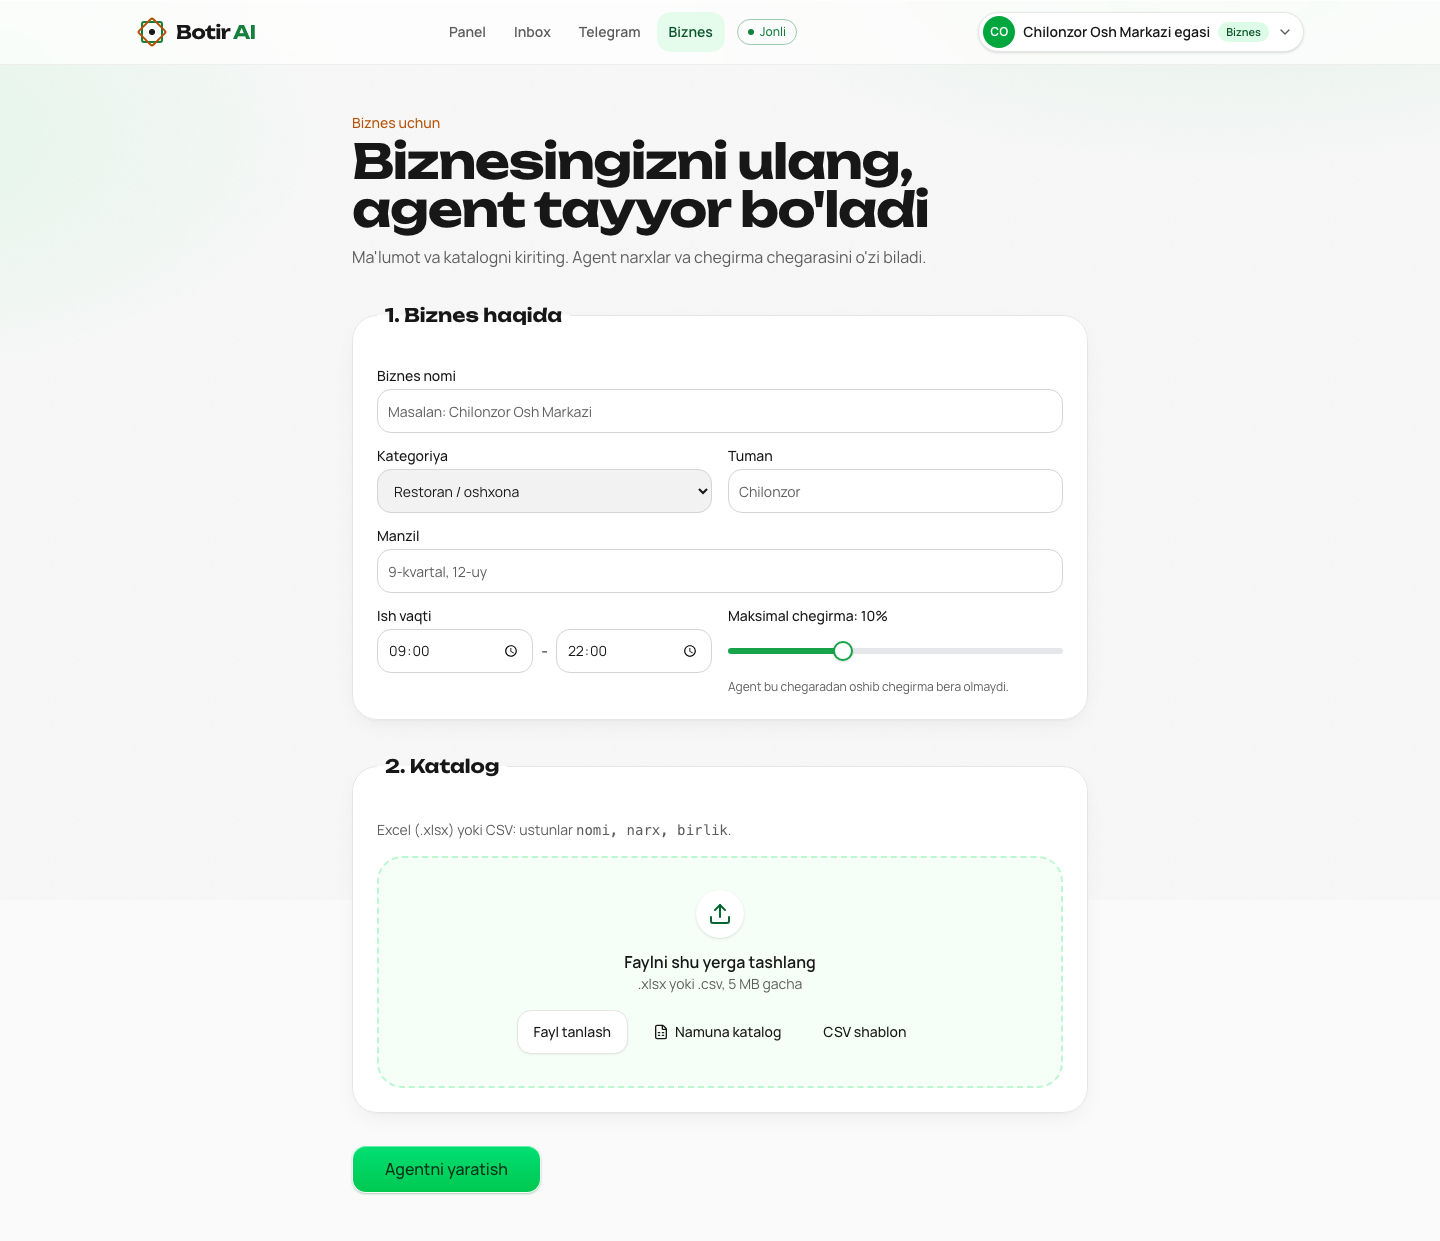 Botir AI
Panel
Inbox
Telegram
Biznes
Jonli
CO
Chilonzor Osh Markazi egasi
Biznes
Biznes uchun
Biznesingizni ulang,
agent tayyor bo'ladi
Ma'lumot va katalogni kiriting. Agent narxlar va chegirma chegarasini o'zi biladi.
1. Biznes haqida
Biznes nomi
Masalan: Chilonzor Osh Markazi
Kategoriya
Tuman
Restoran / oshxona
Chilonzor
Manzil
9-kvartal, 12-uy
Ish vaqti
Maksimal chegirma: 10%
09:00
-
22:00
Agent bu chegaradan oshib chegirma bera olmaydi.
2. Katalog
Excel (.xlsx) yoki CSV: ustunlar nomi, narx, birlik.
Faylni shu yerga tashlang
.xlsx yoki .csv, 5 MB gacha
Fayl tanlash
Namuna katalog
CSV shablon
Agentni yaratish